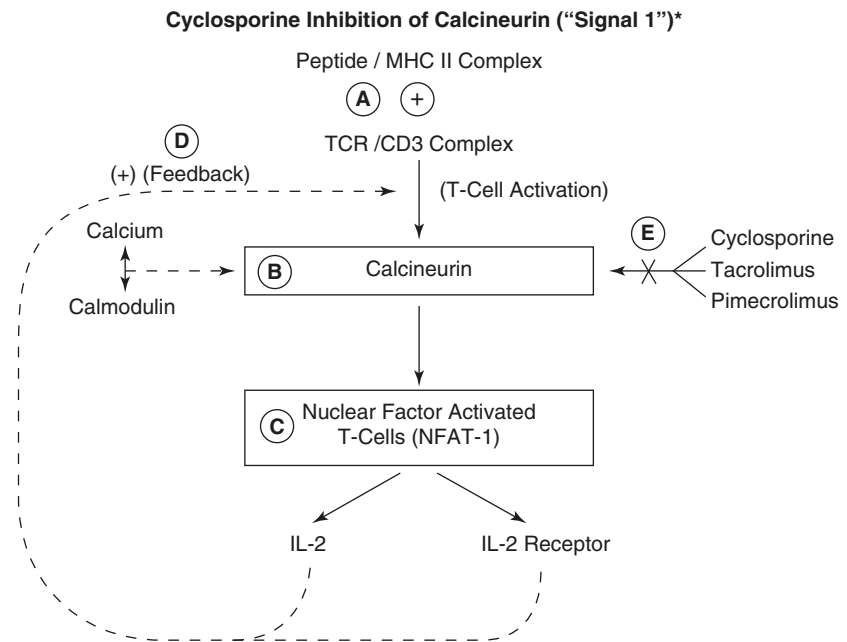 Cyclosporine Inhibition of Calcineurin (“Signal 1”)*
Peptide / MHC II Complex
A +
TCR /CD3 Complex
D
(+) (Feedback)
(T-Cell Activation)
Calcium
Calmodulin
B Calcineurin
E
Cyclosporine
Tacrolimus
Pimecrolimus
C Nuclear Factor Activated
T-Cells (NFAT-1)
IL-2
IL-2 Receptor